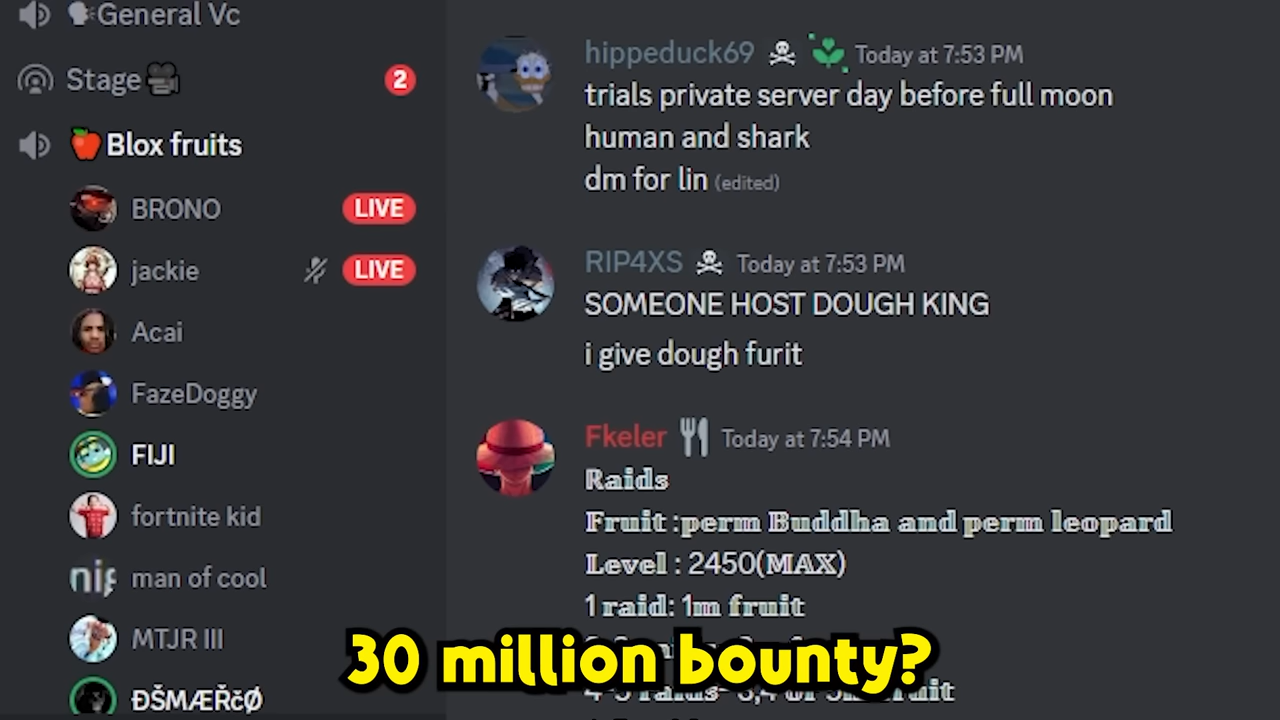 General Vc
Stage
2
Blox fruits
BRONO
LIVE
jackie
LIVE
Acai
FazeDoggy
FIJI
fortnite kid
man of cool
MTJR III
ĐŠMÆŘčØ
hippeduck69 Today at 7:53 PM
trials private server day before full moon
human and shark
dm for lin (edited)
RIP4XS Today at 7:53 PM
SOMEONE HOST DOUGH KING
i give dough furit
Fkeler Today at 7:54 PM
Raids
Fruit :perm Buddha and perm leopard
Level : 2450(MAX)
1 raid: 1m fruit
30 million bounty?